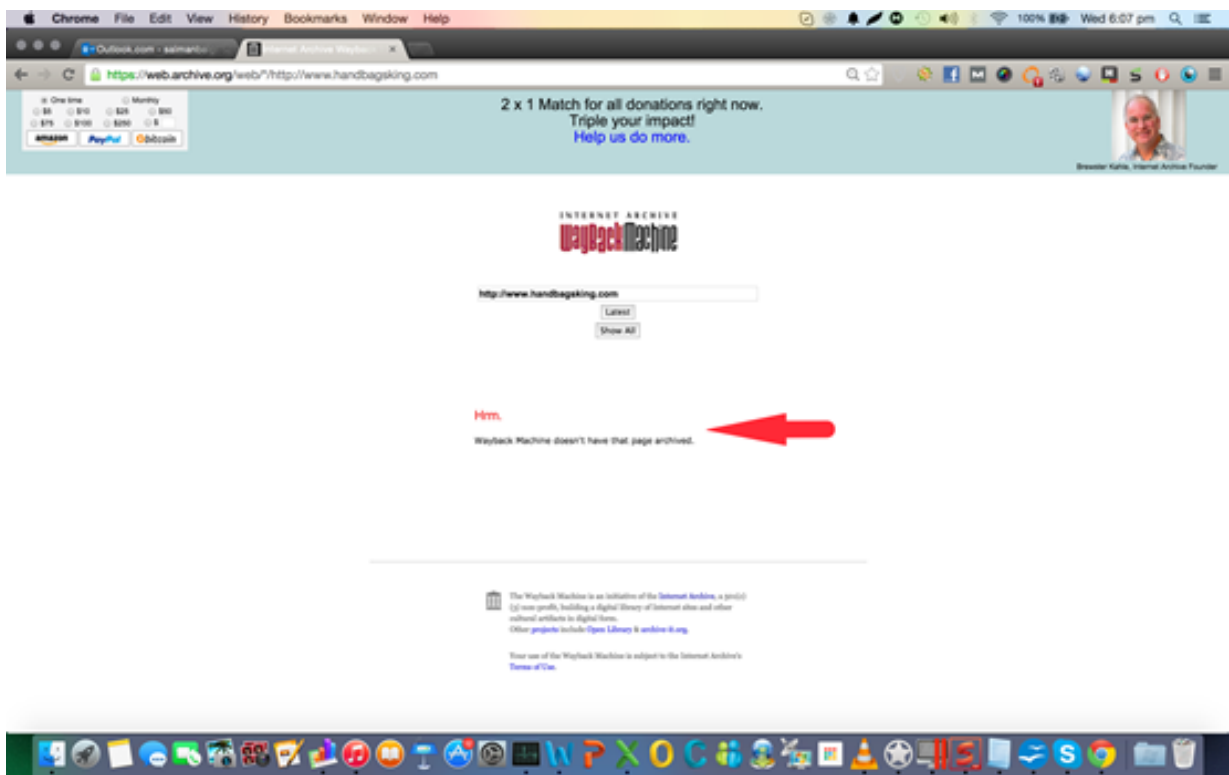 Chrome File Edit View History Bookmarks Window Help
100%
Wed 6:07 pm
Outlook.com -
Internet Archive
https://web.archive.org/web/*/http://www.handbagsking.com
One time Monthly
$5 $10 $25 $50
$75 $100 $250 $
amazon PayPal bitcoin
2 x 1 Match for all donations right now.
Triple your impact!
Help us do more.
Brewster Kahle, Internet Archive Founder
INTERNET ARCHIVE
WayBackMachine
http://www.handbagsking.com
Latest
Show All
Hrm.
Wayback Machine doesn't have that page archived.
The Wayback Machine is an initiative of the Internet Archive, a 501(c)
(3) non-profit, building a digital library of Internet sites and other
cultural artifacts in digital form.
Other projects include Open Library & archive-it.org.
Your use of the Wayback Machine is subject to the Internet Archive's
Terms of Use.